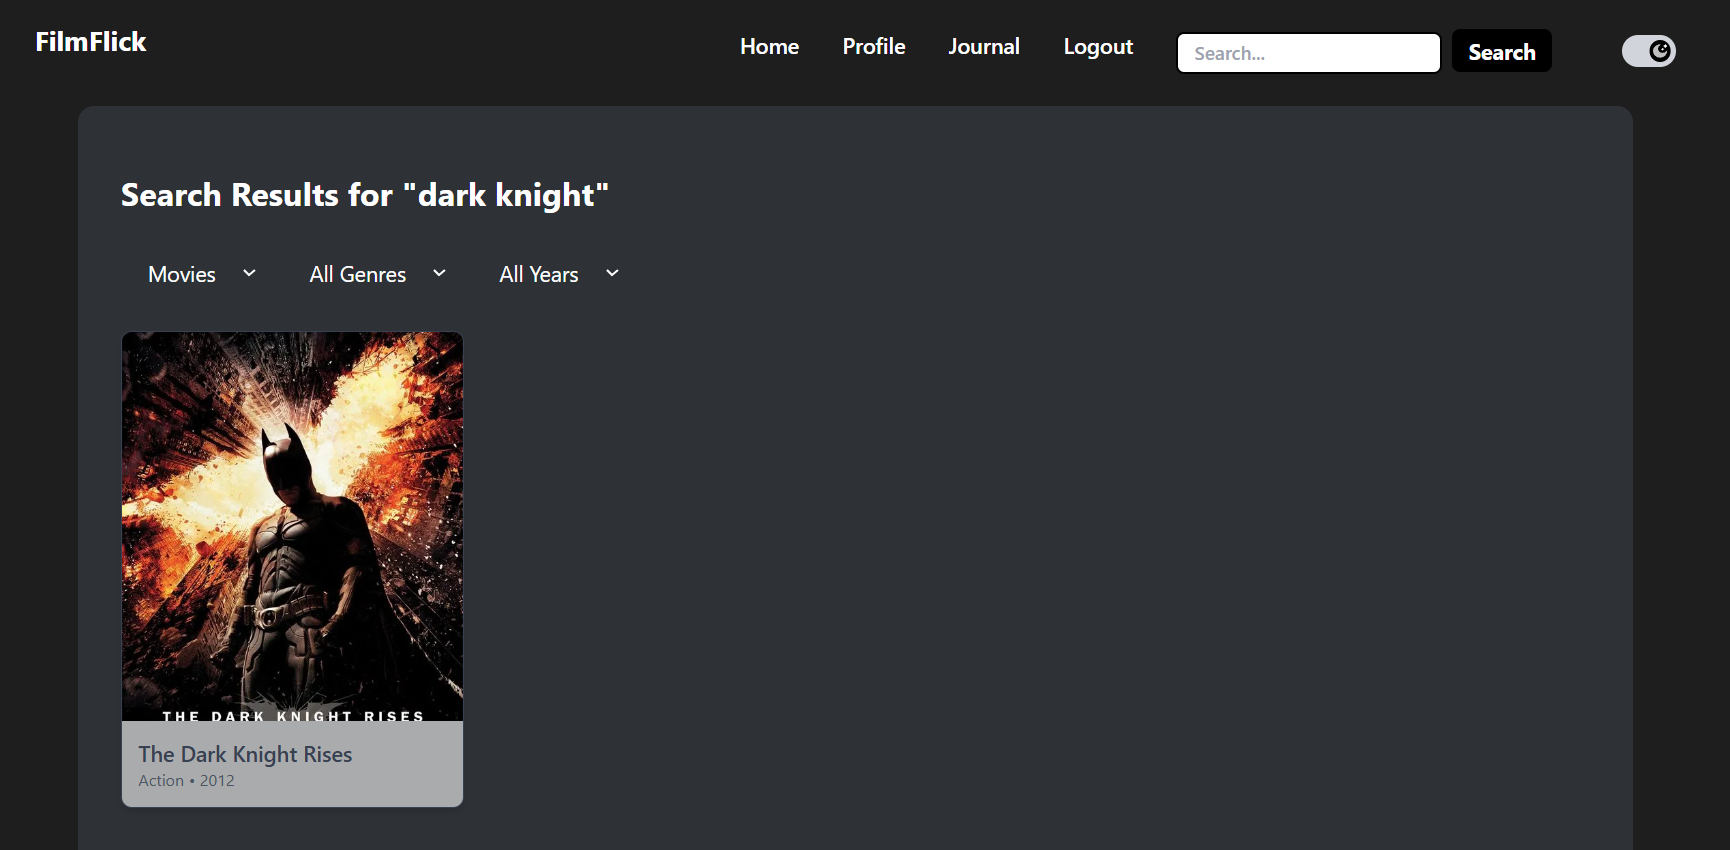 FilmFlick
Home Profile Journal Logout Search... Search
Search Results for "dark knight"
Movies All Genres All Years
THE DARK KNIGHT RISES
The Dark Knight Rises
Action • 2012